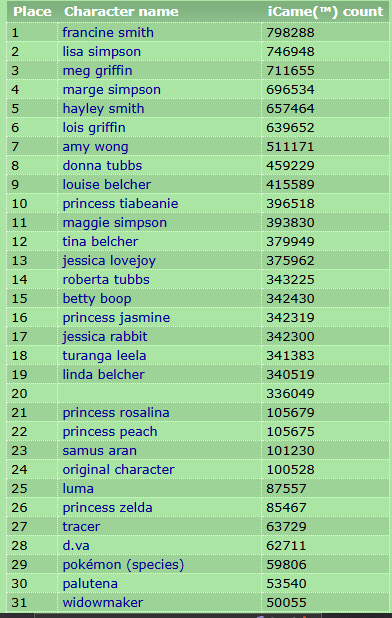 Place Character name iCame(™) count
1 francine smith 798288
2 lisa simpson 746948
3 meg griffin 711655
4 marge simpson 696534
5 hayley smith 657464
6 lois griffin 639652
7 amy wong 511171
8 donna tubbs 459229
9 louise belcher 415589
10 princess tiabeanie 396518
11 maggie simpson 393830
12 tina belcher 379949
13 jessica lovejoy 375962
14 roberta tubbs 343225
15 betty boop 342430
16 princess jasmine 342319
17 jessica rabbit 342300
18 turanga leela 341383
19 linda belcher 340519
20 336049
21 princess rosalina 105679
22 princess peach 105675
23 samus aran 101230
24 original character 100528
25 luma 87557
26 princess zelda 85467
27 tracer 63729
28 d.va 62711
29 pokémon (species) 59806
30 palutena 53540
31 widowmaker 50055